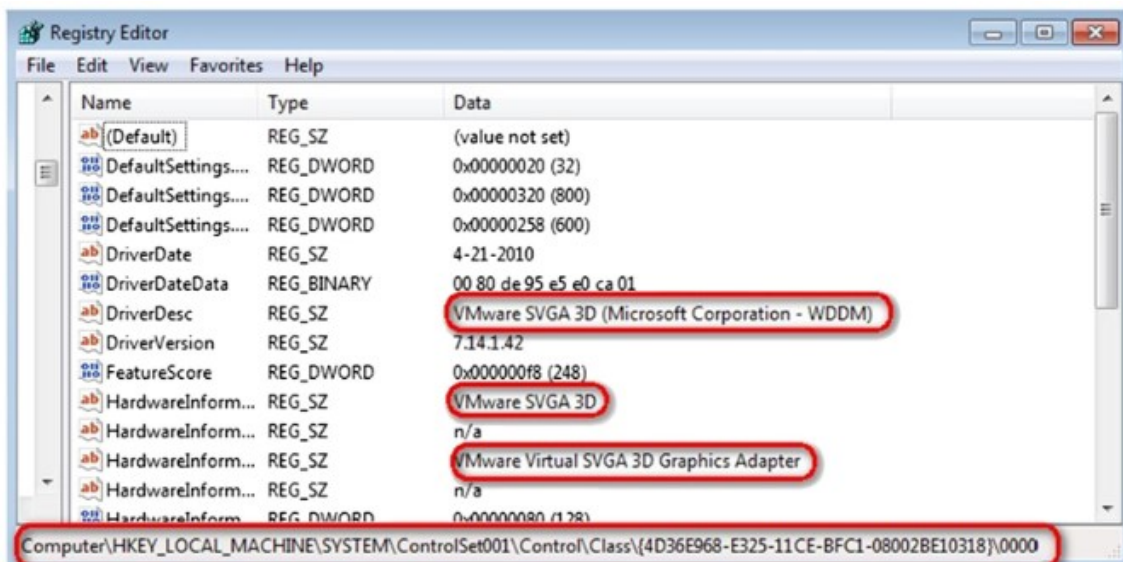 Registry Editor
File Edit View Favorites Help
Name Type Data
(Default) REG_SZ (value not set)
DefaultSettings.... REG_DWORD 0x00000020 (32)
DefaultSettings.... REG_DWORD 0x00000320 (800)
DefaultSettings.... REG_DWORD 0x00000258 (600)
DriverDate REG_SZ 4-21-2010
DriverDateData REG_BINARY 00 80 de 95 e5 e0 ca 01
DriverDesc REG_SZ VMware SVGA 3D (Microsoft Corporation - WDDM)
DriverVersion REG_SZ 7.14.1.42
FeatureScore REG_DWORD 0x000000f8 (248)
HardwareInform... REG_SZ VMware SVGA 3D
HardwareInform... REG_SZ n/a
HardwareInform... REG_SZ VMware Virtual SVGA 3D Graphics Adapter
HardwareInform... REG_SZ n/a
HardwareInform... REG_DWORD 0x00000080 (128)
Computer\HKEY_LOCAL_MACHINE\SYSTEM\ControlSet001\Control\Class\{4D36E968-E325-11CE-BFC1-08002BE10318}\0000